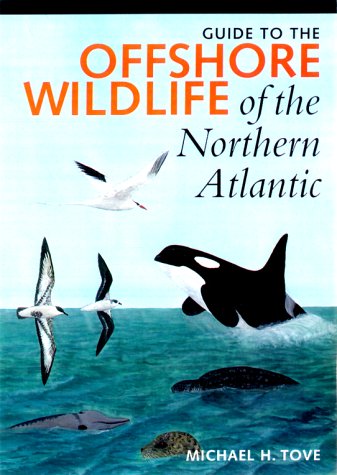 GUIDE TO THE
OFFSHORE
WILDLIFE of the
Northern
Atlantic
MICHAEL H. TOVE